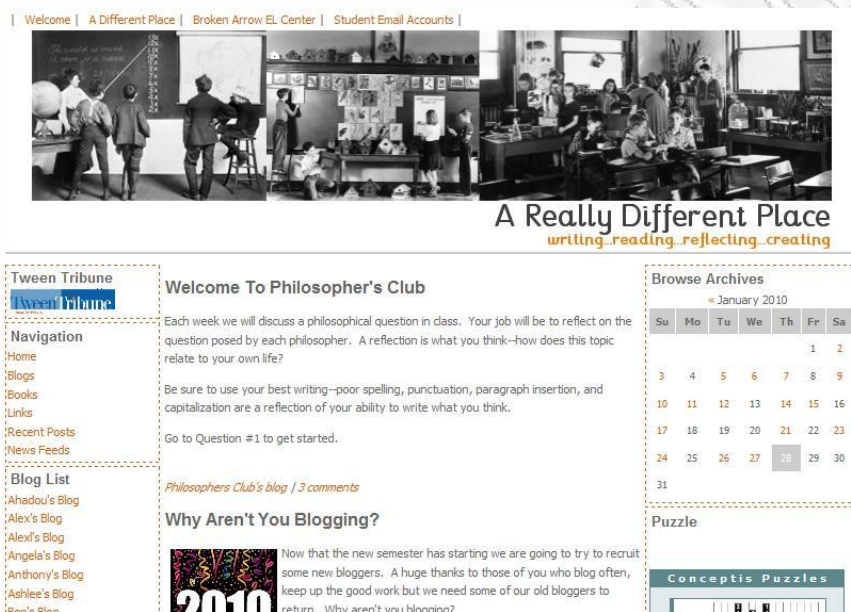 | Welcome | A Different Place | Broken Arrow EL Center | Student Email Accounts |
A Really Different Place
writing...reading...reflecting...creating
Tween Tribune
TweenTribune
Navigation
Home
Blogs
Books
Links
Recent Posts
News Feeds
Blog List
Ahadou's Blog
Alex's Blog
Alexl's Blog
Angela's Blog
Anthony's Blog
Ashlee's Blog
Welcome To Philosopher's Club
Each week we will discuss a philosophical question in class. Your job will be to reflect on the
question posed by each philosopher. A reflection is what you think--how does this topic
relate to your own life?
Be sure to use your best writing--poor spelling, punctuation, paragraph insertion, and
capitalization are a reflection of your ability to write what you think.
Go to Question #1 to get started.
Philosophers Club's blog | 3 comments
Why Aren't You Blogging?
2010
Now that the new semester has starting we are going to try to recruit
some new bloggers. A huge thanks to those of you who blog often,
keep up the good work but we need some of our old bloggers to
return. Why aren't you blogging?
Browse Archives
« January 2010
Su Mo Tu We Th Fr Sa
1 2
3 4 5 6 7 8 9
10 11 12 13 14 15 16
17 18 19 20 21 22 23
24 25 26 27 28 29 30
31
Puzzle
Conceptis Puzzles